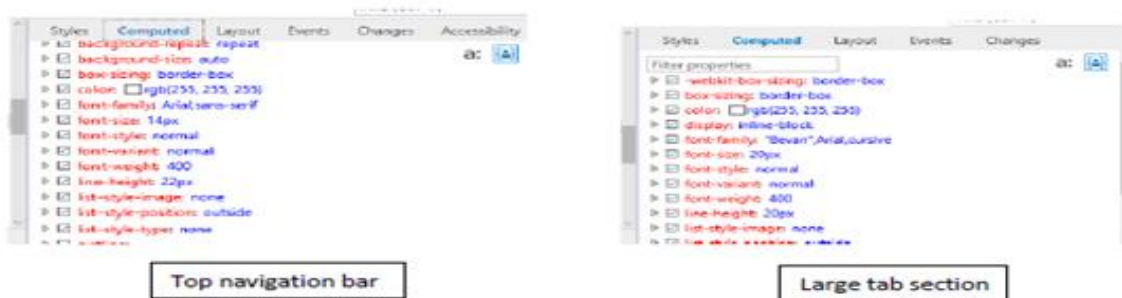 Styles Computed Layout Events Changes Accessibility
background-repeat: repeat
background-size: auto
a:
box-sizing: border-box
color: rgb(255, 255, 255)
font-family: Arial,sans-serif
font-size: 14px
font-style: normal
font-variant: normal
font-weight: 400
line-height: 22px
list-style-image: none
list-style-position: outside
list-style-type: none
Top navigation bar
Styles Computed Layout Events Changes
Filter properties
a:
-webkit-box-sizing: border-box
box-sizing: border-box
color: rgb(255, 255, 255)
display: inline-block
font-family: "Bevan",Arial,cursive
font-size: 20px
font-style: normal
font-variant: normal
font-weight: 400
line-height: 20px
list-style-image: none
list-style-position: outside
Large tab section